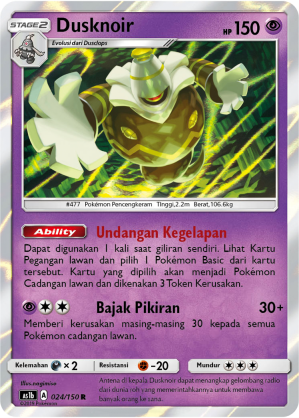 STAGE2 Dusknoir HP 150
Evolusi dari Dusclops
#477 Pokémon Pencengkeram Tinggi,2.2m Berat,106.6kg
Ability Undangan Kegelapan
Dapat digunakan 1 kali saat giliran sendiri. Lihat Kartu
Pegangan lawan dan pilih 1 Pokémon Basic dari kartu
tersebut. Kartu yang dipilih akan menjadi Pokémon
Cadangan lawan dan dikenakan 3 Token Kerusakan.
Bajak Pikiran 30+
Memberi kerusakan masing-masing 30 kepada semua
Pokémon cadangan lawan.
Kelemahan × 2 Resistansi -20 Mundur
Illus.
as1b A 024/150 R
Antena di kepala Dusknoir dapat menangkap gelombang radio
dari dunia roh yang memerintahkannya untuk membawa
banyak orang ke sana.